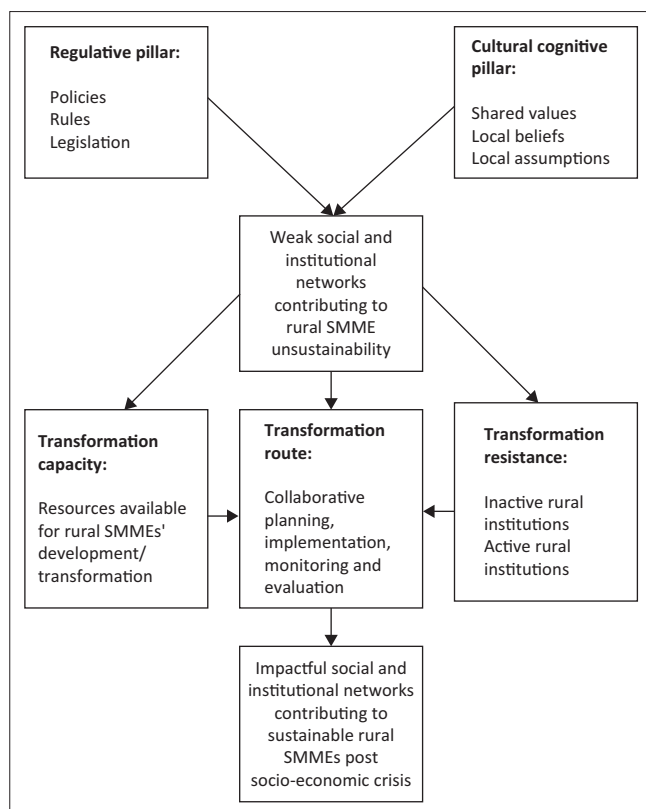 Regulative pillar:
Policies
Rules
Legislation
Cultural cognitive
pillar:
Shared values
Local beliefs
Local assumptions
Weak social and
institutional
networks
contributing to
rural SMME
unsustainability
Transformation
capacity:
Resources available
for rural SMMEs'
development/
transformation
Transformation
route:
Collaborative
planning,
implementation,
monitoring and
evaluation
Transformation
resistance:
Inactive rural
institutions
Active rural
institutions
Impactful social and
institutional networks
contributing to
sustainable rural
SMMEs post
socio-economic crisis